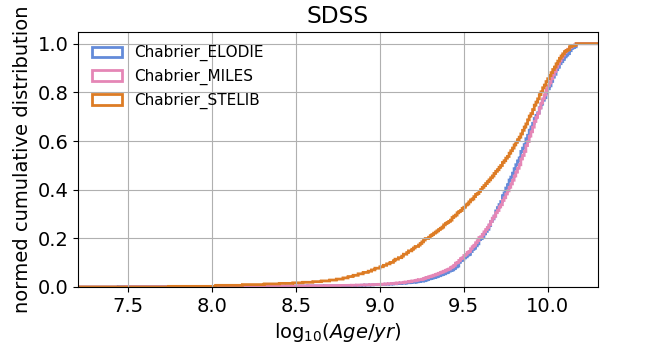 SDSS
normed cumulative distribution
1.0
0.8
0.6
0.4
0.2
0.0
Chabrier_ELODIE
Chabrier_MILES
Chabrier_STELIB
7.5 8.0 8.5 9.0 9.5 10.0
log₁₀(Age/yr)